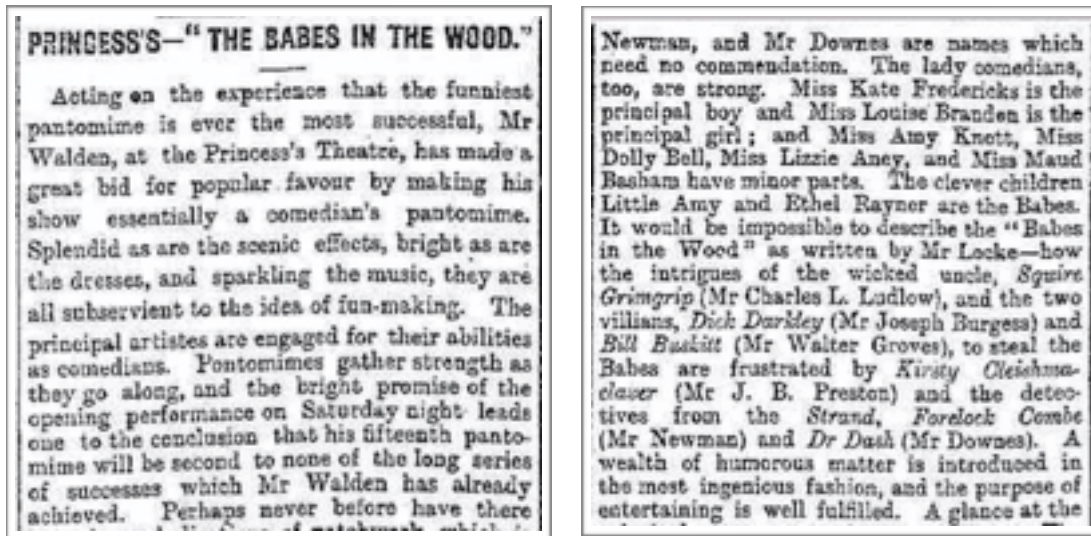 PRINCESS'S—"THE BABES IN THE WOOD."
Acting on the experience that the funniest
pantomime is ever the most successful, Mr
Walden, at the Princess's Theatre, has made a
great bid for popular favour by making his
show essentially a comedian's pantomime.
Splendid as are the scenic effects, bright as are
the dresses, and sparkling the music, they are
all subservient to the idea of fun-making. The
principal artistes are engaged for their abilities
as comedians. Pontomimes gather strength as
they go along, and the bright promise of the
opening performance on Saturday night leads
one to the conclusion that his fifteenth panto-
mime will be second to none of the long series
of successes which Mr Walden has already
achieved. Perhaps never before have there
Newman, and Mr Downes are names which
need no commendation. The lady comedians,
too, are strong. Miss Kate Fredericks is the
principal boy and Miss Louise Branden is the
principal girl; and Miss Amy Knott, Miss
Dolly Bell, Miss Lizzie Aney, and Miss Maud
Basham have minor parts. The clever children
Little Amy and Ethel Rayner are the Babes.
It would be impossible to describe the "Babes
in the Wood" as written by Mr Locke—how
the intrigues of the wicked uncle, Squire
Grimgrip (Mr Charles L. Ludlow), and the two
villians, Dick Darkley (Mr Joseph Burgess) and
Bill (Mr Walter Groves), to steal the
Babes are frustrated by Kirsty Cleishma-
claver (Mr J. B. Preston) and the detec-
tives from the Strand, Forelock Combe
(Mr Newman) and Dr Dash (Mr Downes). A
wealth of humorous matter is introduced in
the most ingenious fashion, and the purpose of
entertaining is well fulfilled. A glance at the